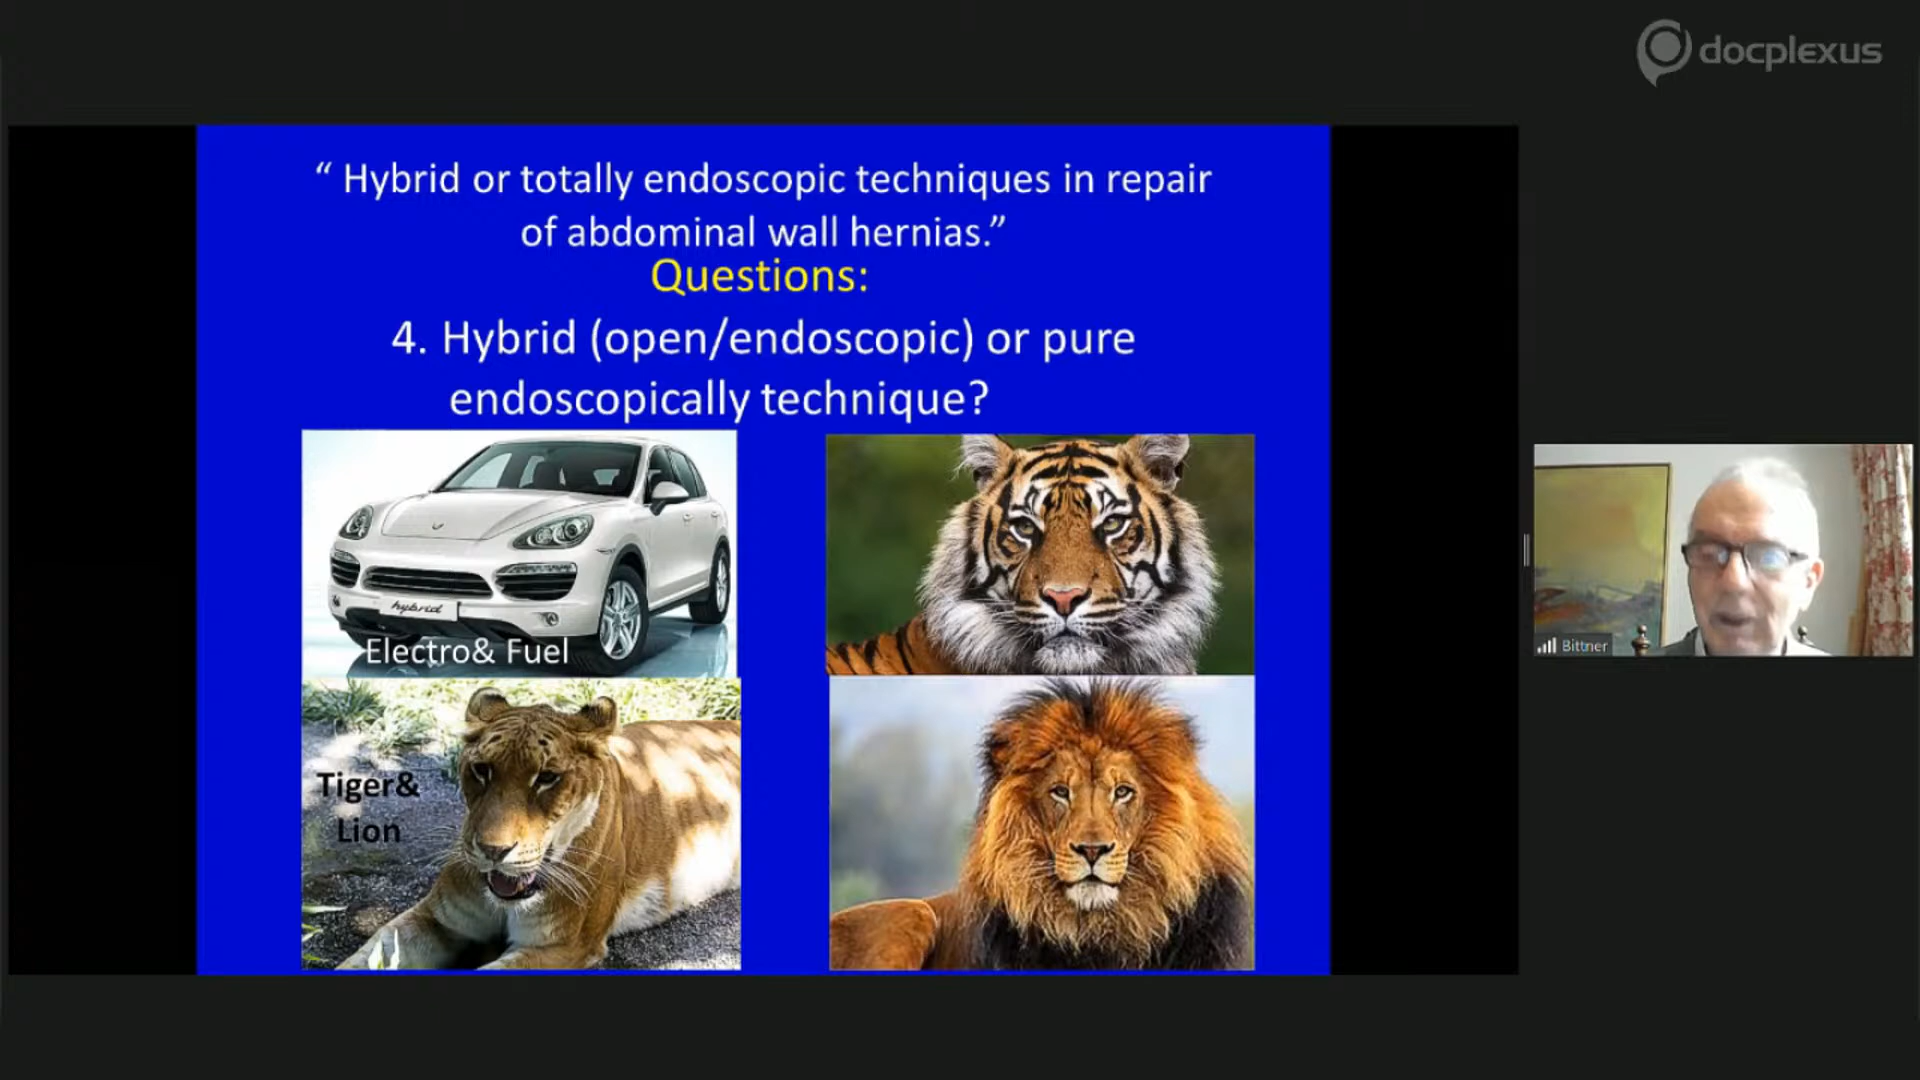 docplexus
“ Hybrid or totally endoscopic techniques in repair
of abdominal wall hernias.”
Questions:
4. Hybrid (open/endoscopic) or pure
endoscopically technique?
hybrid
Electro& Fuel
Tiger&
Lion
Bittner